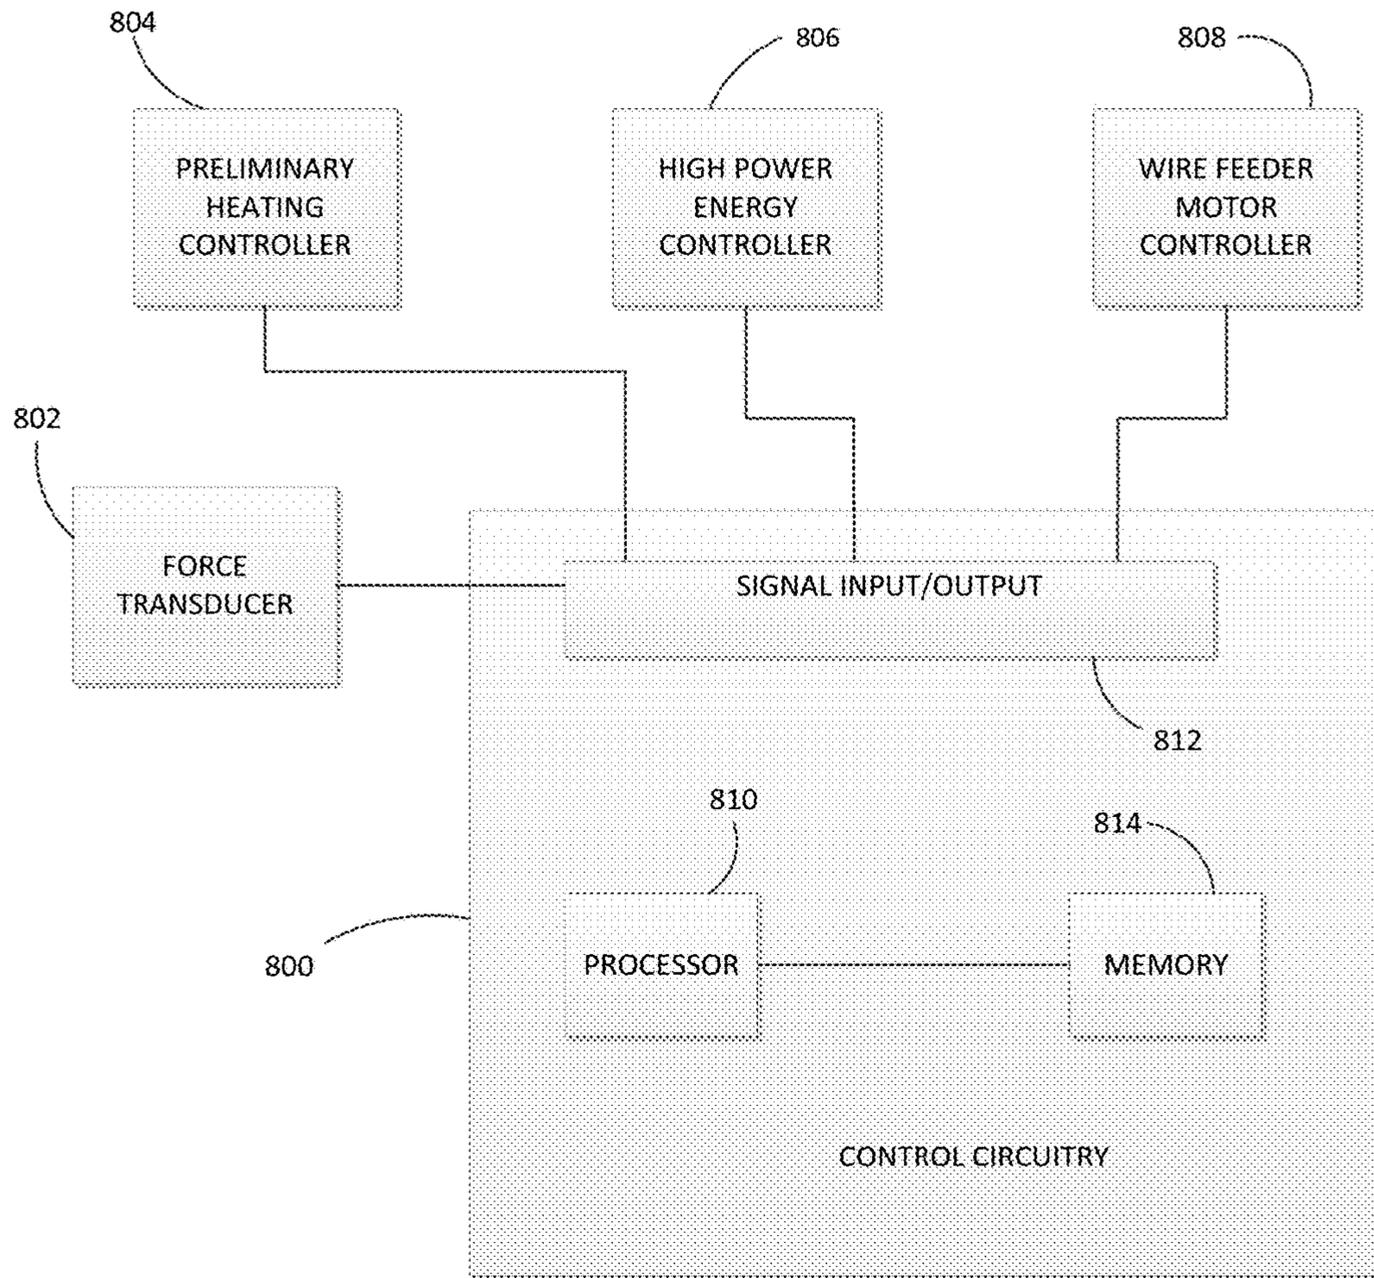 804
806
808
PRELIMINARY
HEATING
CONTROLLER
HIGH POWER
ENERGY
CONTROLLER
WIRE FEEDER
MOTOR
CONTROLLER
802
FORCE
TRANSDUCER
SIGNAL INPUT/OUTPUT
812
810
814
800
PROCESSOR
MEMORY
CONTROL CIRCUITRY